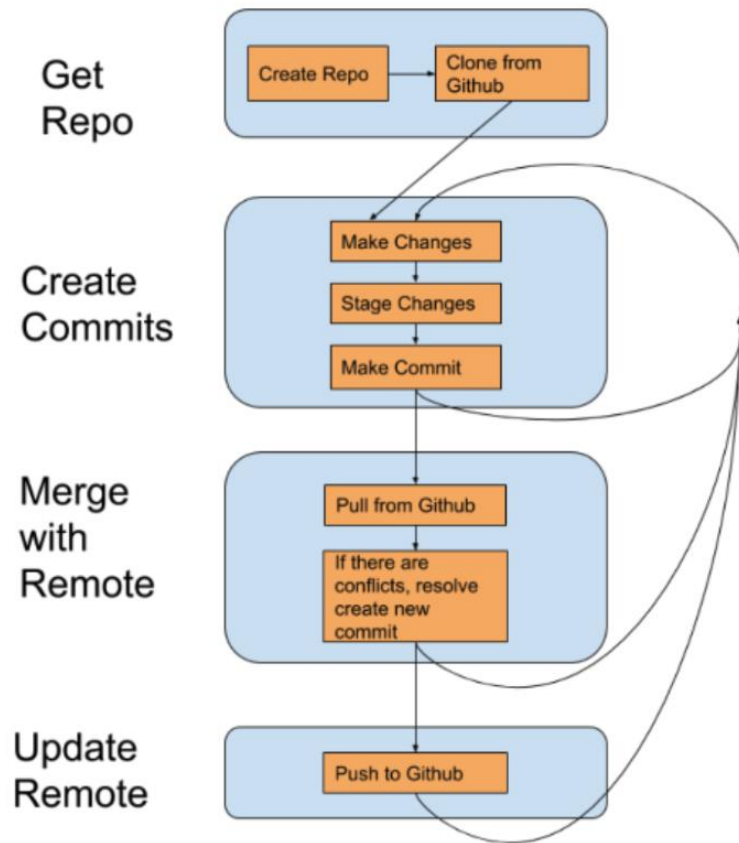 Get
Repo
Create Repo
Clone from
Github
Create
Commits
Make Changes
Stage Changes
Make Commit
Merge
with
Remote
Pull from Github
If there are
conflicts, resolve
create new
commit
Update
Remote
Push to Github